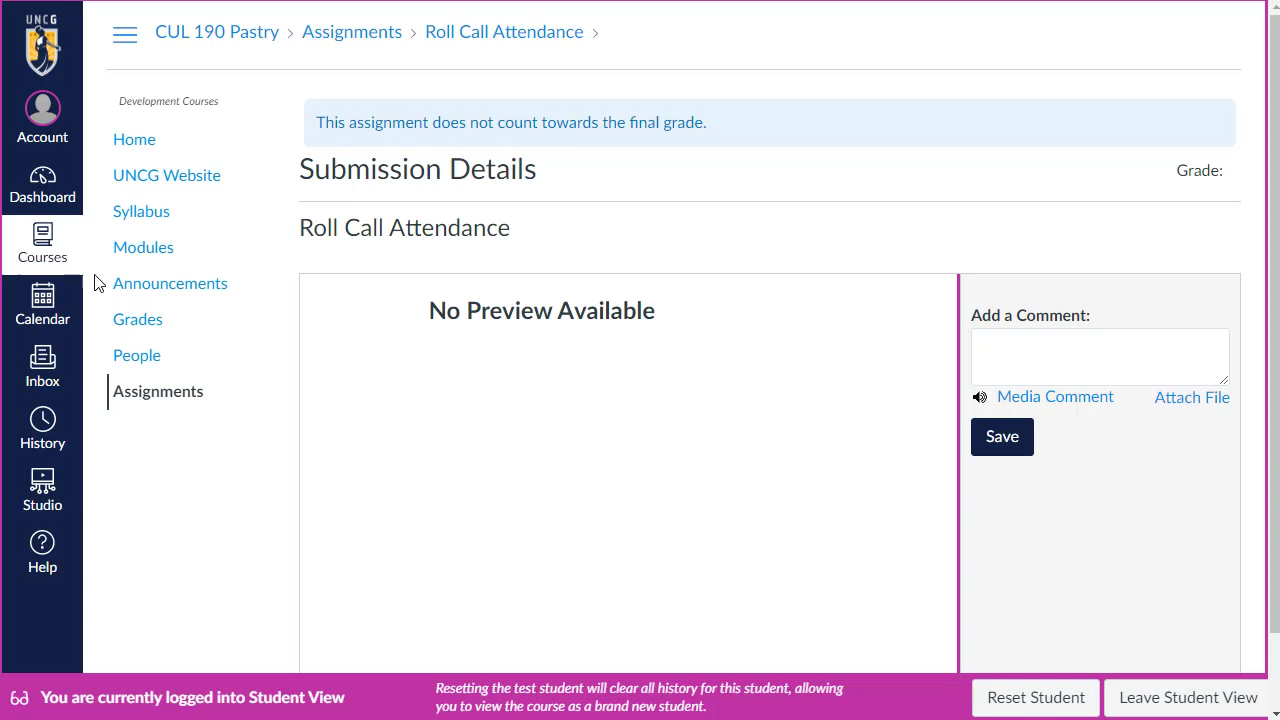 UNCG
CUL 190 Pastry > Assignments > Roll Call Attendance >
Account
Dashboard
Courses
Calendar
Inbox
History
Studio
Help
Development Courses
Home
UNCG Website
Syllabus
Modules
Announcements
Grades
People
Assignments
This assignment does not count towards the final grade.
Submission Details
Grade:
Roll Call Attendance
No Preview Available
Add a Comment:
Media Comment
Attach File
Save
You are currently logged into Student View
Resetting the test student will clear all history for this student, allowing
you to view the course as a brand new student.
Reset Student
Leave Student View